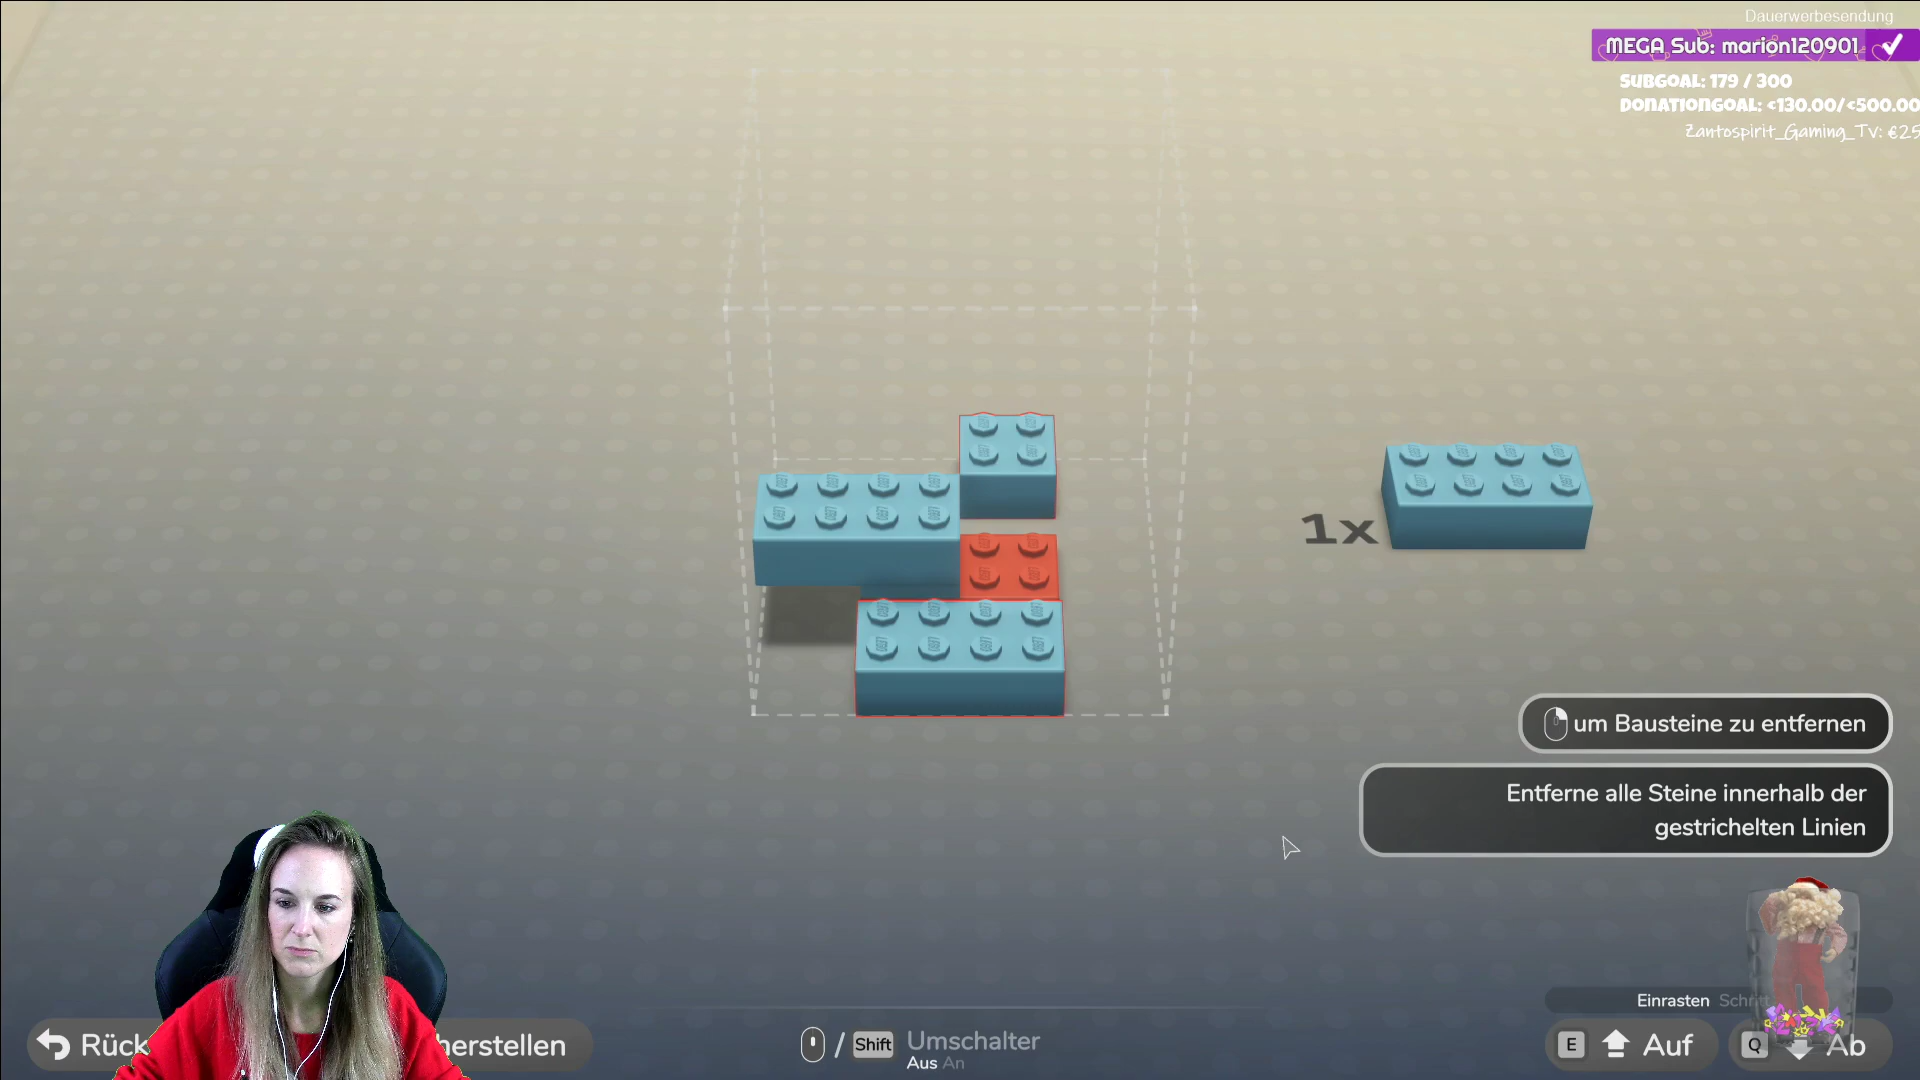 Dauerwerbesendung
MEGA Sub: marion120901
SUBGOAL: 179 / 300
DONATIONGOAL: €130.00/€500.00
Zantospirit_Gaming_Tv: €25
1x
um Bausteine zu entfernen
Entferne alle Steine innerhalb der
gestrichelten Linien
Einrasten
Rück
herstellen
/ Shift Umschalter
Aus An
E Auf
Q Ab